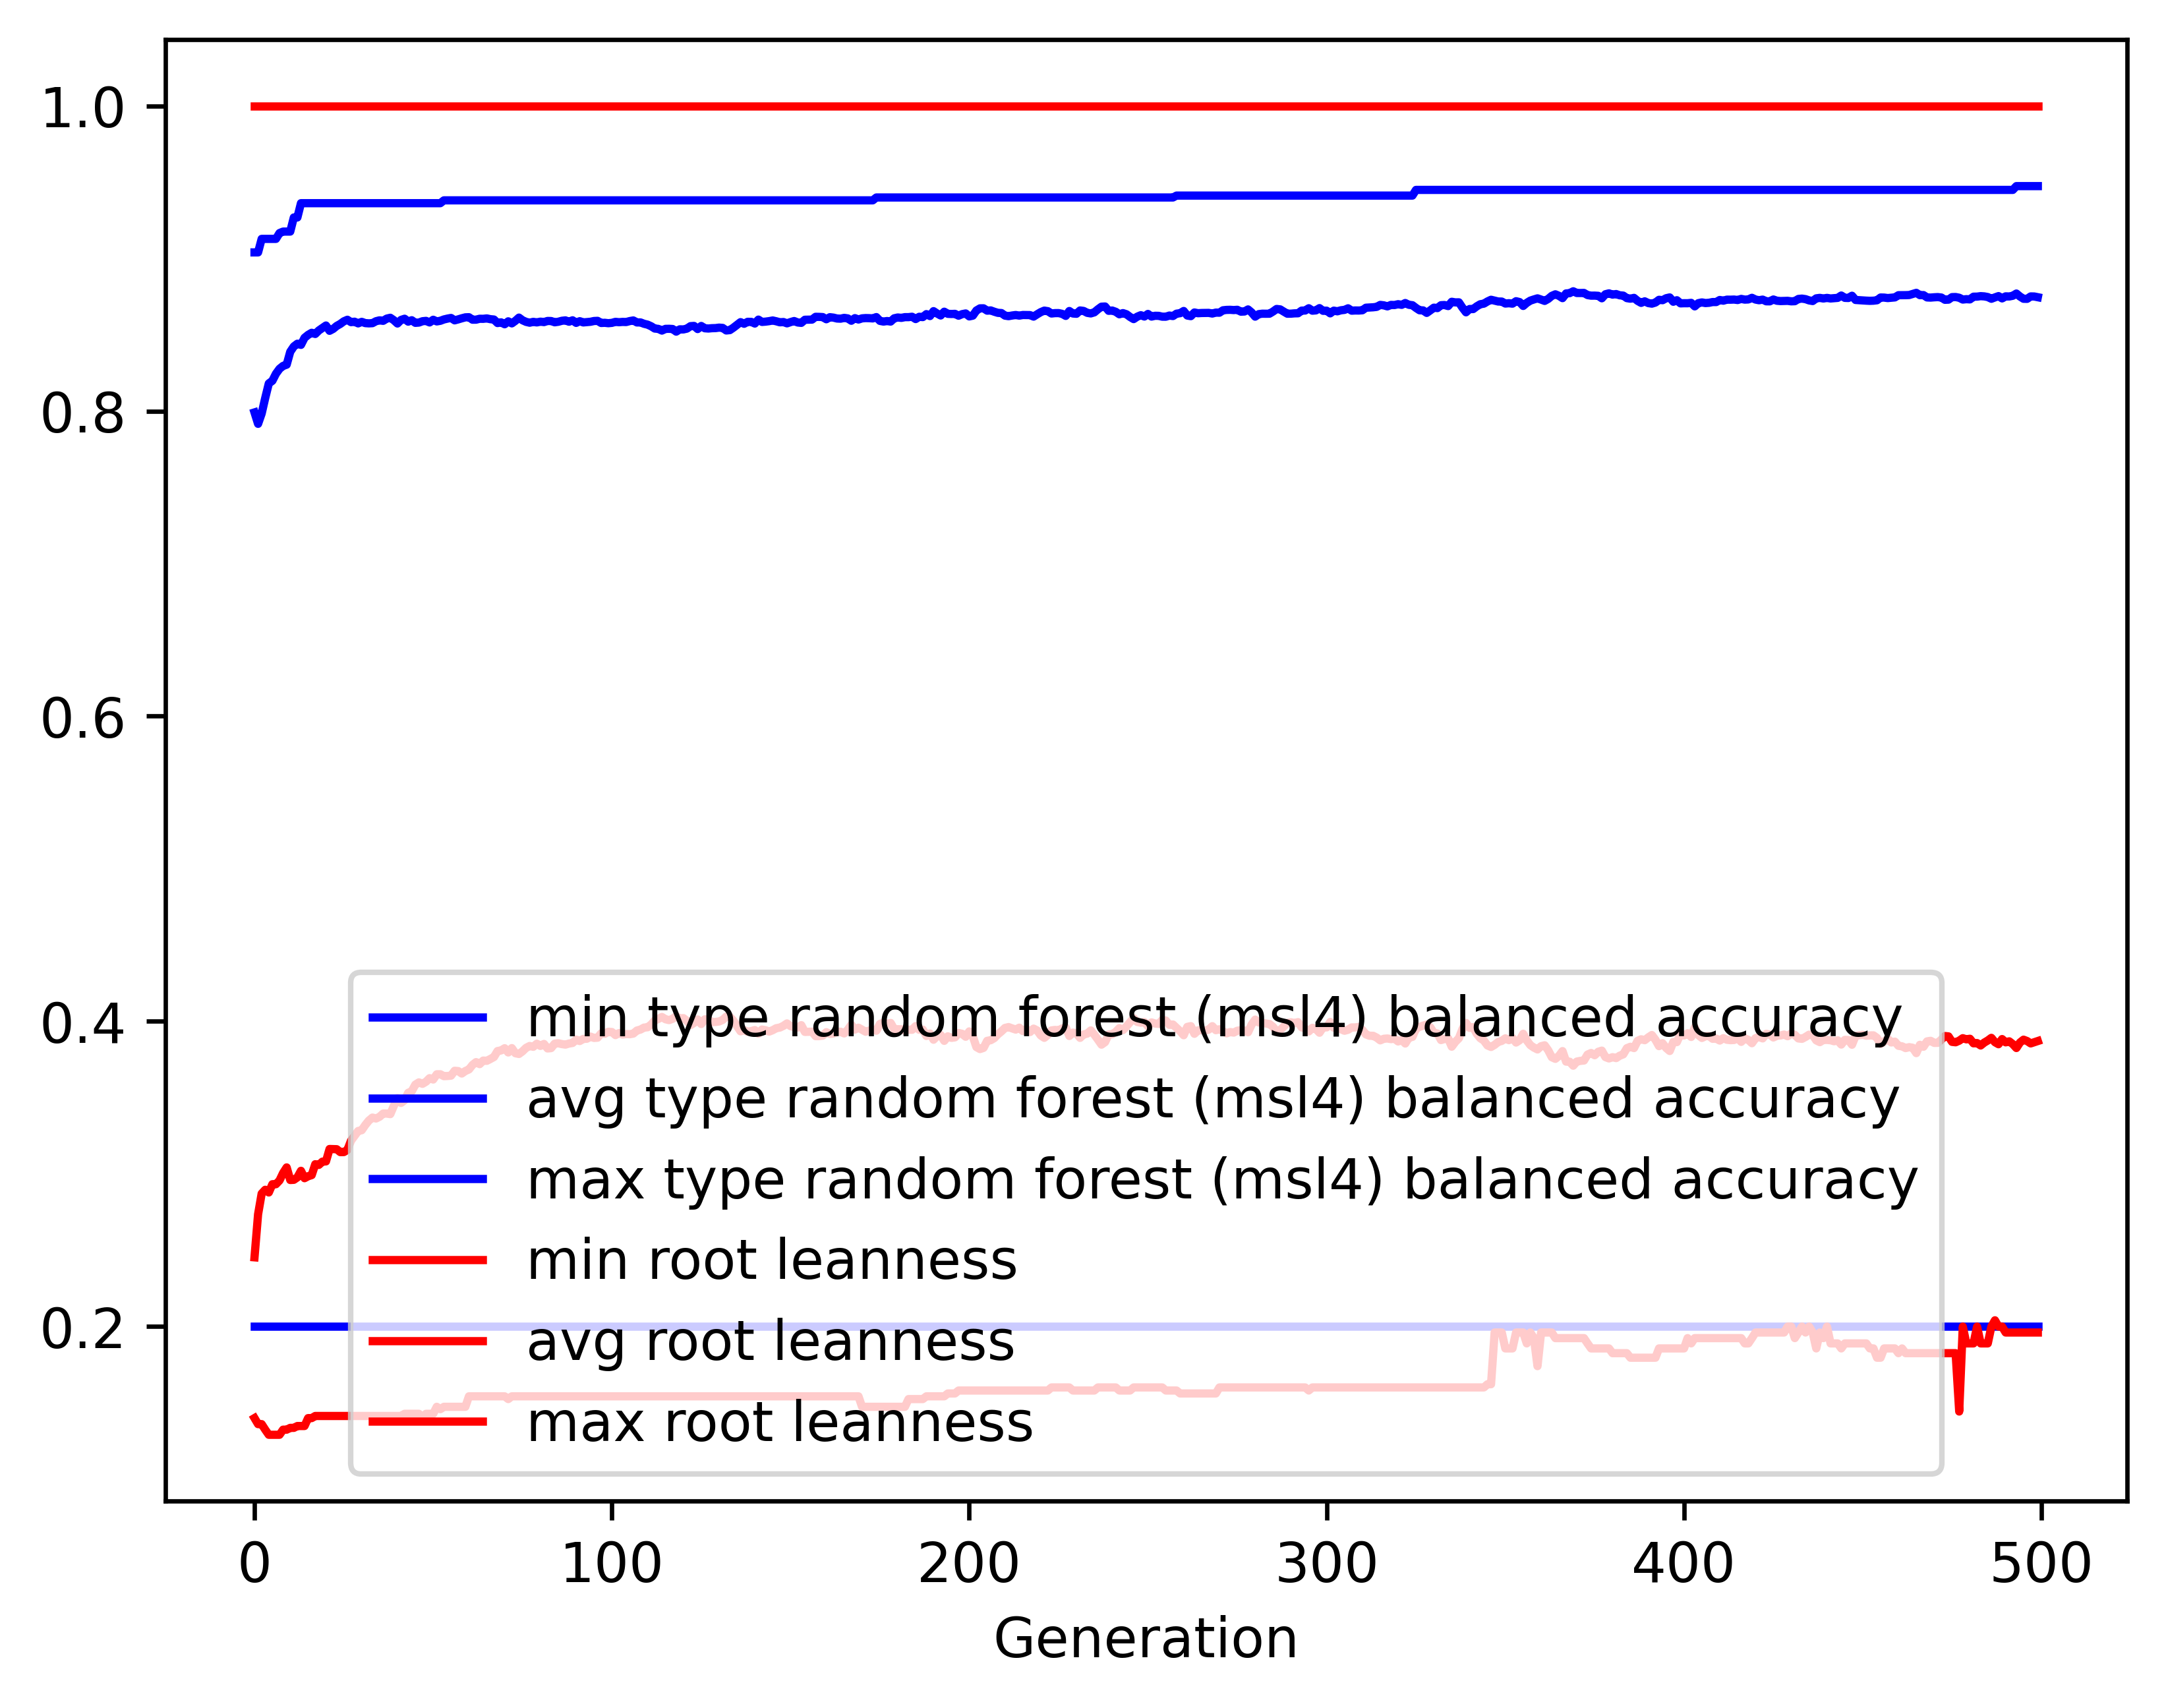 1.0
0.8
0.6
0.4
0.2
min type random forest (msl4) balanced accuracy
avg type random forest (msl4) balanced accuracy
max type random forest (msl4) balanced accuracy
min root leanness
avg root leanness
max root leanness
0 100 200 300 400 500
Generation